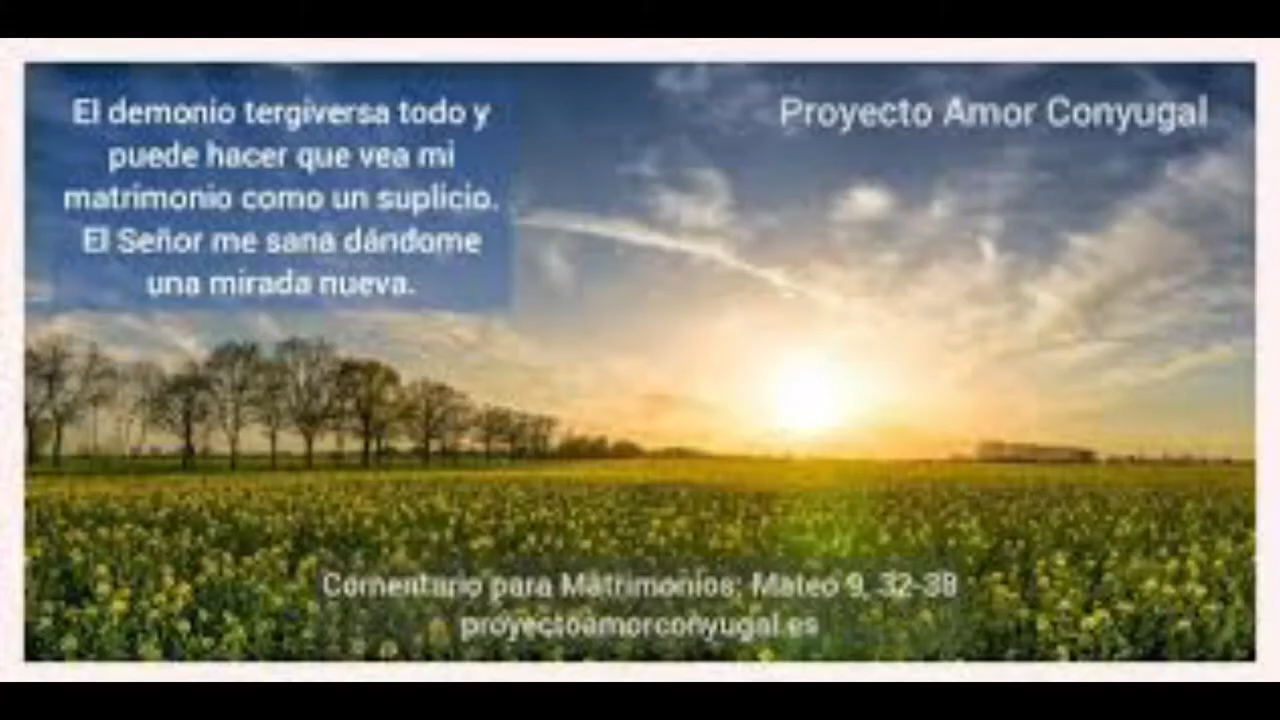 El demonio tergiversa todo y
puede hacer que vea mi
matrimonio como un suplicio.
El Señor me sana dándome
una mirada nueva.
Proyecto Amor Conyugal
Comentario para Matrimonios: Mateo 9, 32-38
proyectoamorconyugal.es